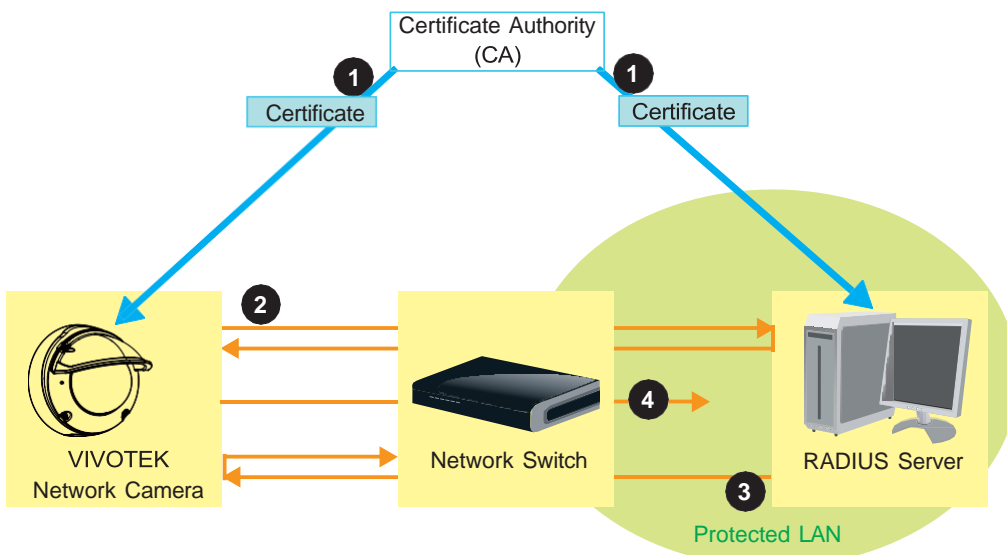 Certificate Authority
(CA)
1
1
Certificate
Certificate
2
4
VIVOTEK
Network Camera
Network Switch
RADIUS Server
3
Protected LAN